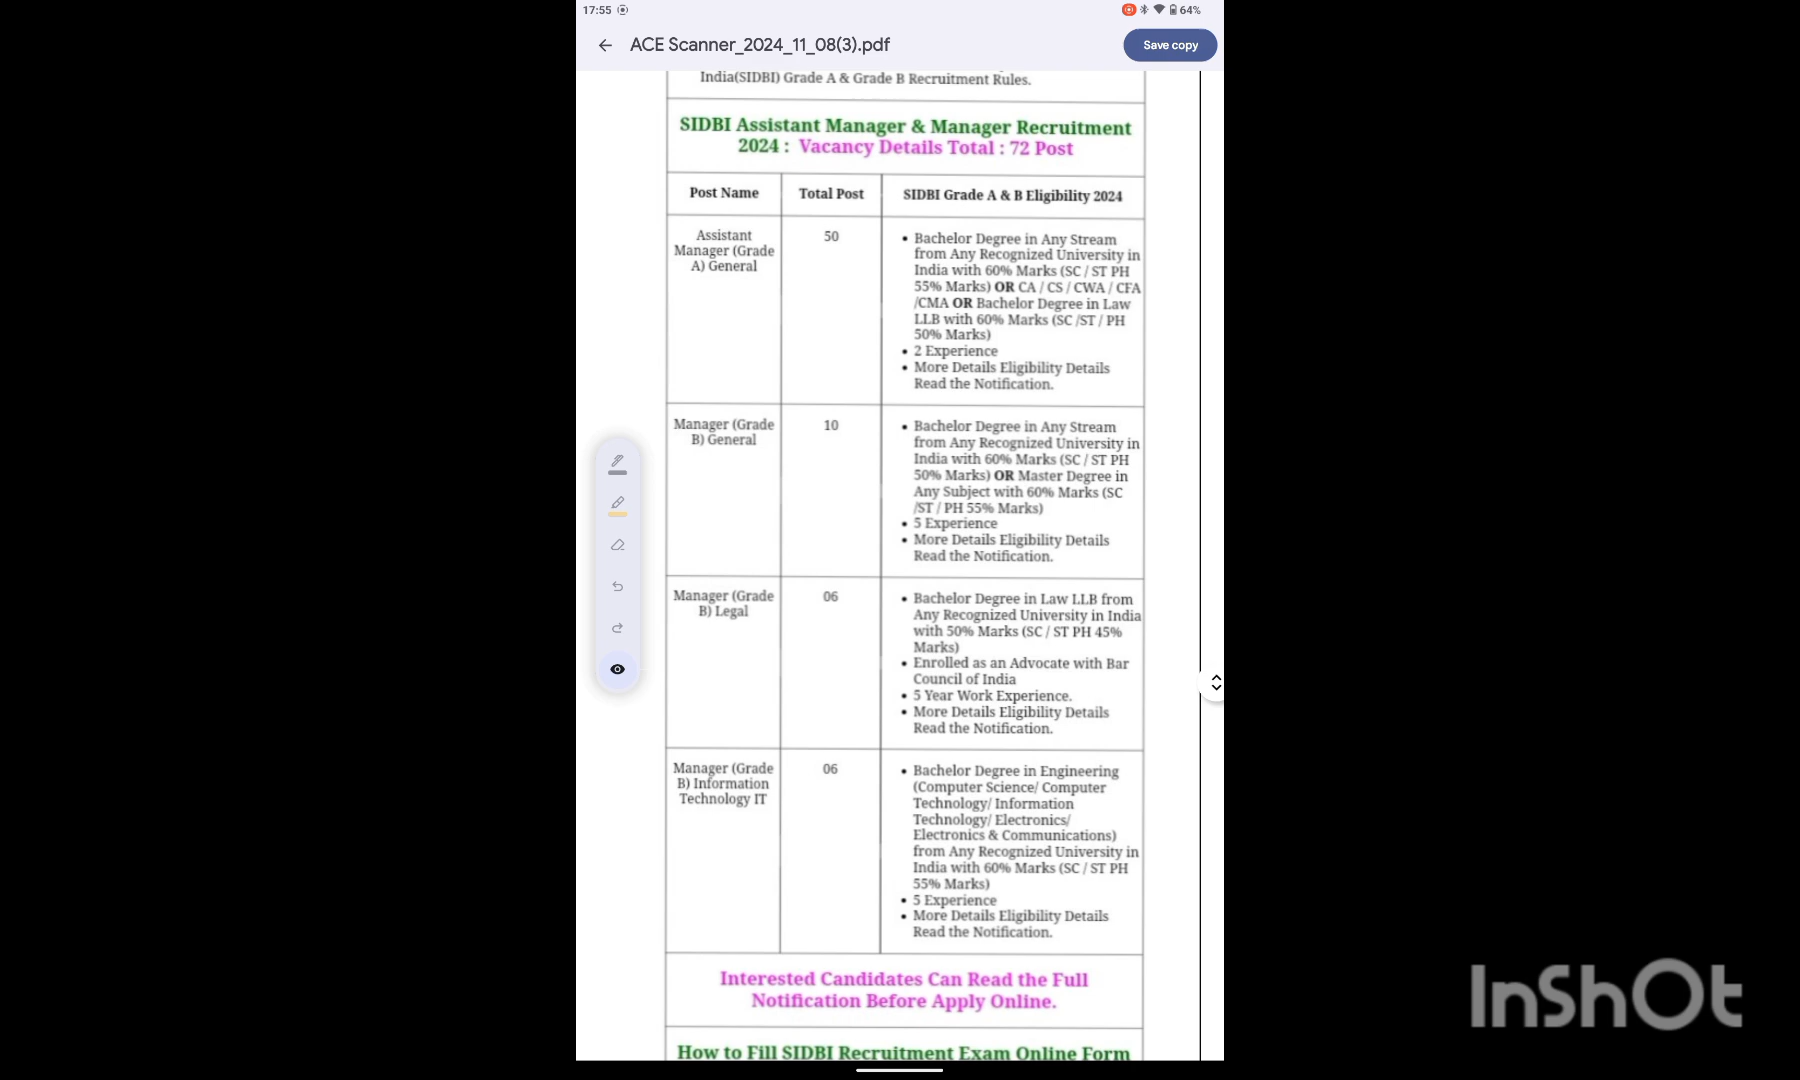 17:55
64%
ACE Scanner_2024_11_08(3).pdf
Save copy
India(SIDBI) Grade A & Grade B Recruitment Rules.
SIDBI Assistant Manager & Manager Recruitment
2024 : Vacancy Details Total : 72 Post
Post Name
Total Post
SIDBI Grade A & B Eligibility 2024
Assistant
Manager (Grade
A) General
50
• Bachelor Degree in Any Stream
from Any Recognized University in
India with 60% Marks (SC / ST PH
55% Marks) OR CA / CS / CWA / CFA
/CMA OR Bachelor Degree in Law
LLB with 60% Marks (SC /ST / PH
50% Marks)
• 2 Experience
• More Details Eligibility Details
Read the Notification.
Manager (Grade
B) General
10
• Bachelor Degree in Any Stream
from Any Recognized University in
India with 60% Marks (SC / ST PH
50% Marks) OR Master Degree in
Any Subject with 60% Marks (SC
/ST / PH 55% Marks)
• 5 Experience
• More Details Eligibility Details
Read the Notification.
Manager (Grade
B) Legal
06
• Bachelor Degree in Law LLB from
Any Recognized University in India
with 50% Marks (SC / ST PH 45%
Marks)
• Enrolled as an Advocate with Bar
Council of India
• 5 Year Work Experience.
• More Details Eligibility Details
Read the Notification.
Manager (Grade
B) Information
Technology IT
06
• Bachelor Degree in Engineering
(Computer Science/ Computer
Technology/ Information
Technology/ Electronics/
Electronics & Communications)
from Any Recognized University in
India with 60% Marks (SC / ST PH
55% Marks)
• 5 Experience
• More Details Eligibility Details
Read the Notification.
Interested Candidates Can Read the Full
Notification Before Apply Online.
How to Fill SIDBI Recruitment Exam Online Form
InShOt